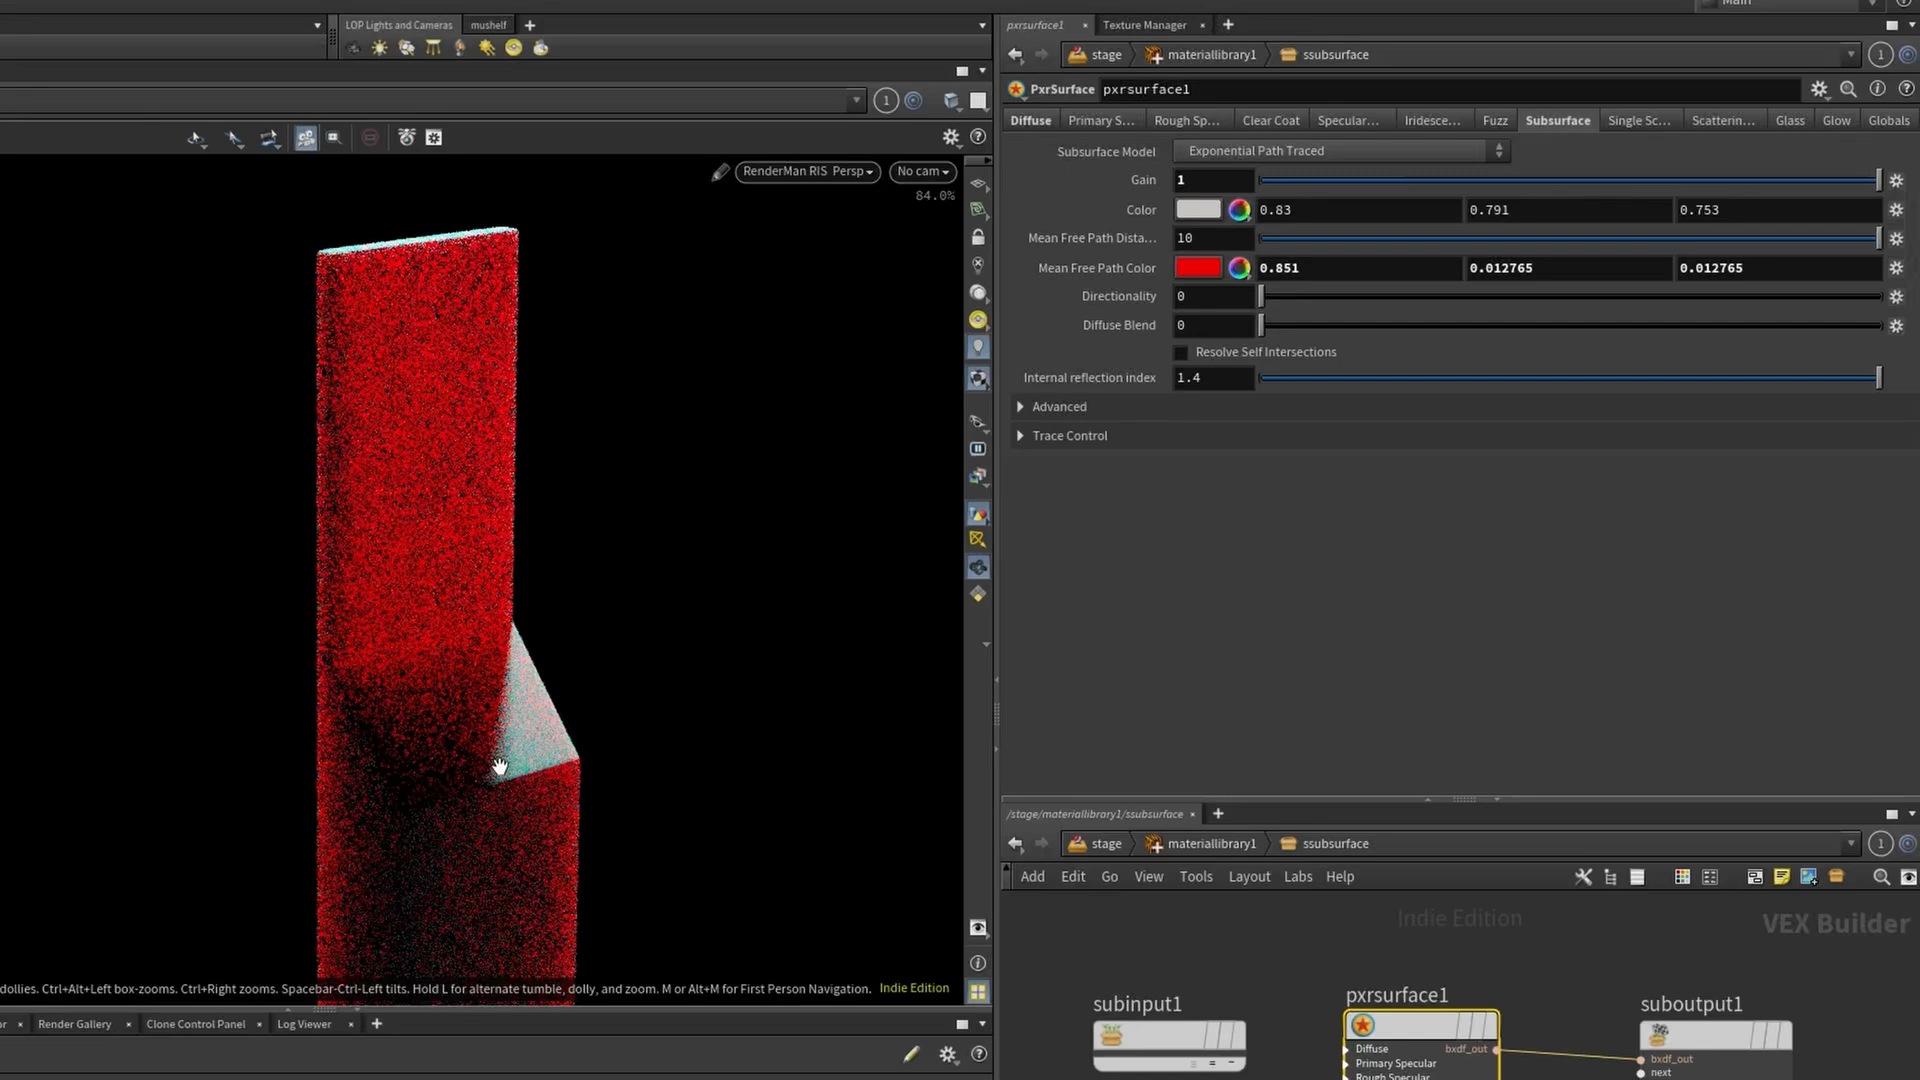 Main
LOP Lights and Cameras
mushelf
pxrsurface1
Texture Manager
stage
materiallibrary1
ssubsurface
1
PxrSurface
pxrsurface1
1
Diffuse
Primary S...
Rough Sp...
Clear Coat
Specular...
Iridesce...
Fuzz
Subsurface
Single Sc...
Scatterin...
Glass
Glow
Globals
Subsurface Model
Exponential Path Traced
RenderMan RIS Persp
No cam
84.0%
Gain
1
Color
0.83
0.791
0.753
Mean Free Path Dista...
10
Mean Free Path Color
0.851
0.012765
0.012765
Directionality
0
Diffuse Blend
0
Resolve Self Intersections
Internal reflection index
1.4
Advanced
Trace Control
/stage/materiallibrary1/ssubsurface
stage
materiallibrary1
ssubsurface
1
Add
Edit
Go
View
Tools
Layout
Labs
Help
Indie Edition
VEX Builder
dollies. Ctrl+Alt+Left box-zooms. Ctrl+Right zooms. Spacebar-Ctrl-Left tilts. Hold L for alternate tumble, dolly, and zoom. M or Alt+M for First Person Navigation.
Indie Edition
subinput1
pxrsurface1
suboutput1
or
Render Gallery
Clone Control Panel
Log Viewer
Diffuse
bxdf_out
Primary Specular
Rough Specular
bxdf_out
next